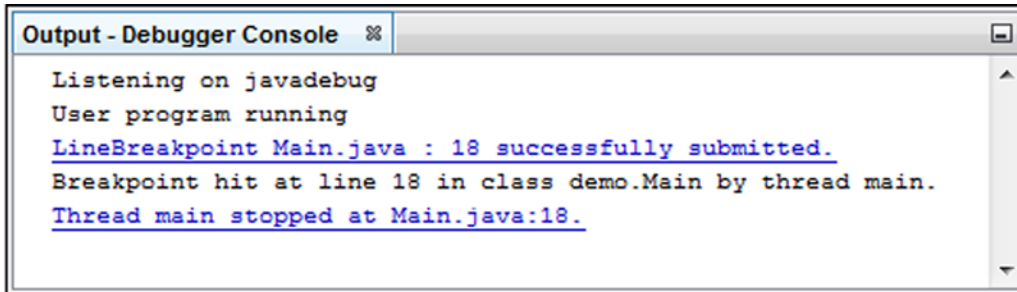 Output - Debugger Console
Listening on javadebug
User program running
LineBreakpoint Main.java : 18 successfully submitted.
Breakpoint hit at line 18 in class demo.Main by thread main.
Thread main stopped at Main.java:18.